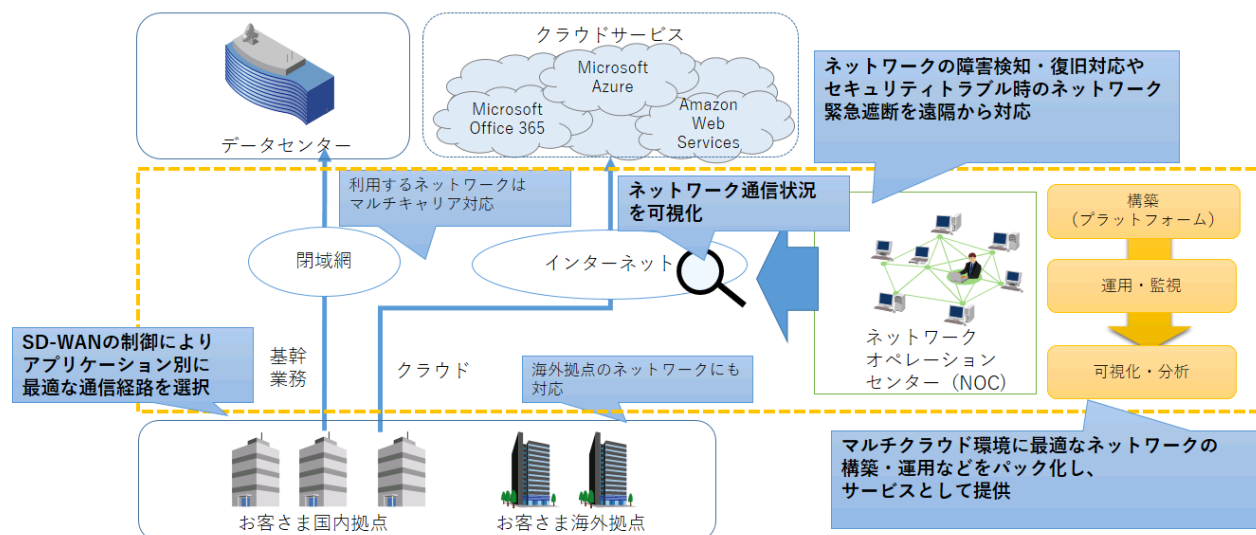 クラウドサービス
Microsoft
Azure
Microsoft
Office 365
Amazon
Web
Services
データセンター
ネットワークの障害検知・復旧対応や
セキュリティトラブル時のネットワーク
緊急遮断を遠隔から対応
利用するネットワークは
マルチキャリア対応
ネットワーク通信状況
を可視化
構築
（プラットフォーム）
閉域網
インターネット
運用・監視
SD-WANの制御により
アプリケーション別に
最適な通信経路を選択
基幹
業務
クラウド
海外拠点のネットワークにも
対応
ネットワーク
オペレーション
センター（NOC）
可視化・分析
お客さま国内拠点
お客さま海外拠点
マルチクラウド環境に最適なネットワークの
構築・運用などをパック化し、
サービスとして提供